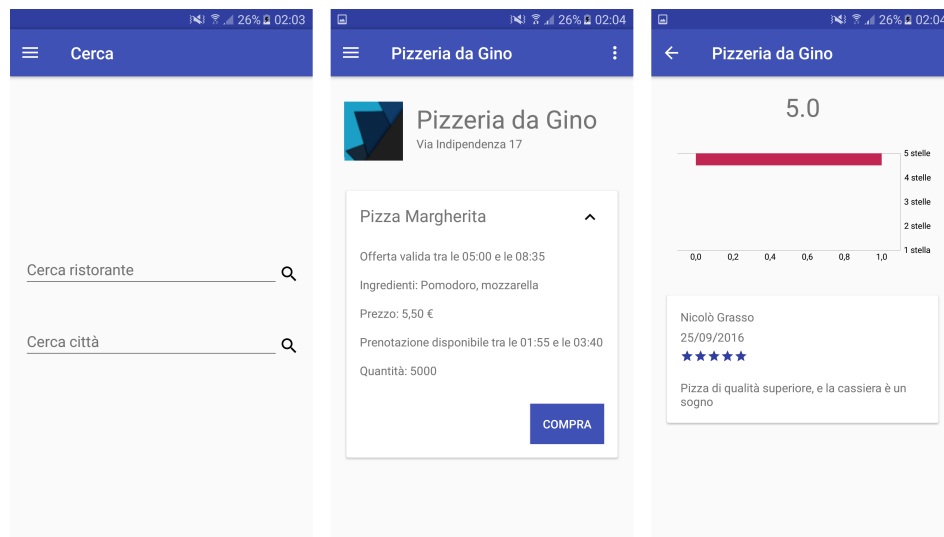 26% 02:03
Cerca
Cerca ristorante
Cerca città
26% 02:04
Pizzeria da Gino
Pizzeria da Gino
Via Indipendenza 17
Pizza Margherita
Offerta valida tra le 05:00 e le 08:35
Ingredienti: Pomodoro, mozzarella
Prezzo: 5,50 €
Prenotazione disponibile tra le 01:55 e le 03:40
Quantità: 5000
COMPRA
26% 02:04
Pizzeria da Gino
5.0
5 stelle
4 stelle
3 stelle
2 stelle
1 stella
0,0 0,2 0,4 0,6 0,8 1,0
Nicolò Grasso
25/09/2016
Pizza di qualità superiore, e la cassiera è un
sogno